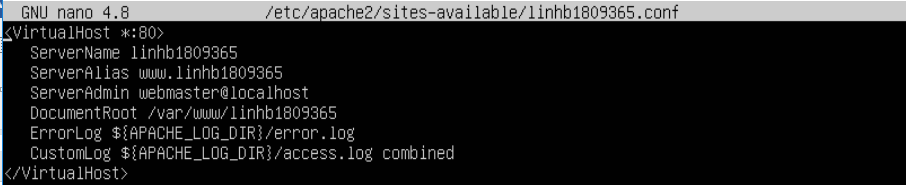 GNU nano 4.8 /etc/apache2/sites-available/linhb1809365.conf
<VirtualHost *:80>
ServerName linhb1809365
ServerAlias www.linhb1809365
ServerAdmin webmaster@localhost
DocumentRoot /var/www/linhb1809365
ErrorLog ${APACHE_LOG_DIR}/error.log
CustomLog ${APACHE_LOG_DIR}/access.log combined
</VirtualHost>